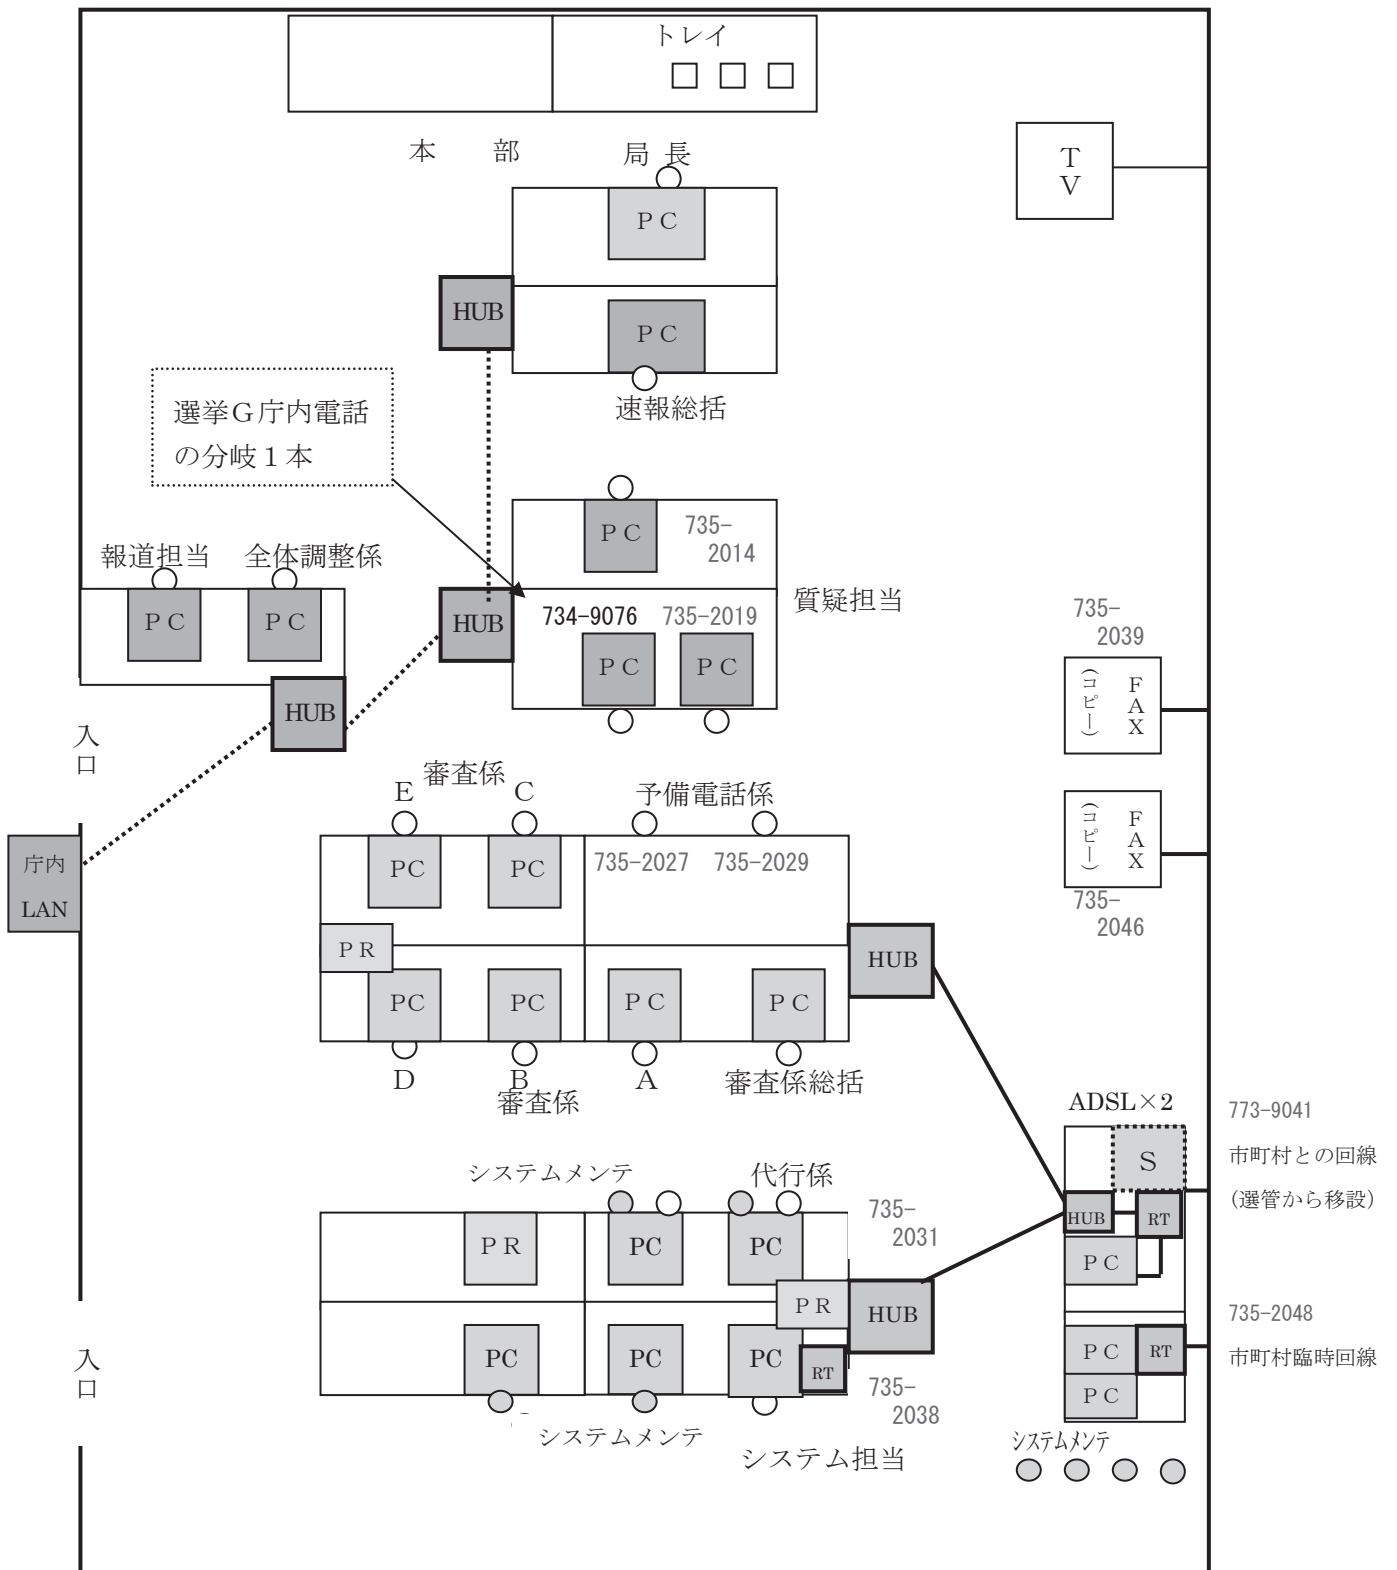 トレイ
本　　部
局 長
T
V
ＰＣ
HUB
ＰＣ
速報総括
選挙Ｇ庁内電話
の分岐１本
ＰＣ
735-
2014
報道担当
全体調整係
ＰＣ
ＰＣ
HUB
734-9076
735-2019
質疑担当
ＰＣ
ＰＣ
HUB
735-
2039
（コピー）
FAX
入口
審査係
E
C
予備電話係
（コピー）
FAX
735-
2046
庁内
LAN
PC
PC
735-2027
735-2029
ＰＲ
HUB
PC
PC
ＰＣ
ＰＣ
D
B
A
審査係総括
審査係
ADSL×2
773-9041
市町村との回線
（選管から移設）
S
HUB
RT
ＰＣ
システムメンテ
代行係
735-
2031
ＰＲ
PC
PC
ＰＲ
HUB
735-2048
市町村臨時回線
ＰＣ
RT
ＰＣ
入口
PC
PC
PC
RT
735-
2038
システムメンテ
システム担当
システムメンテ